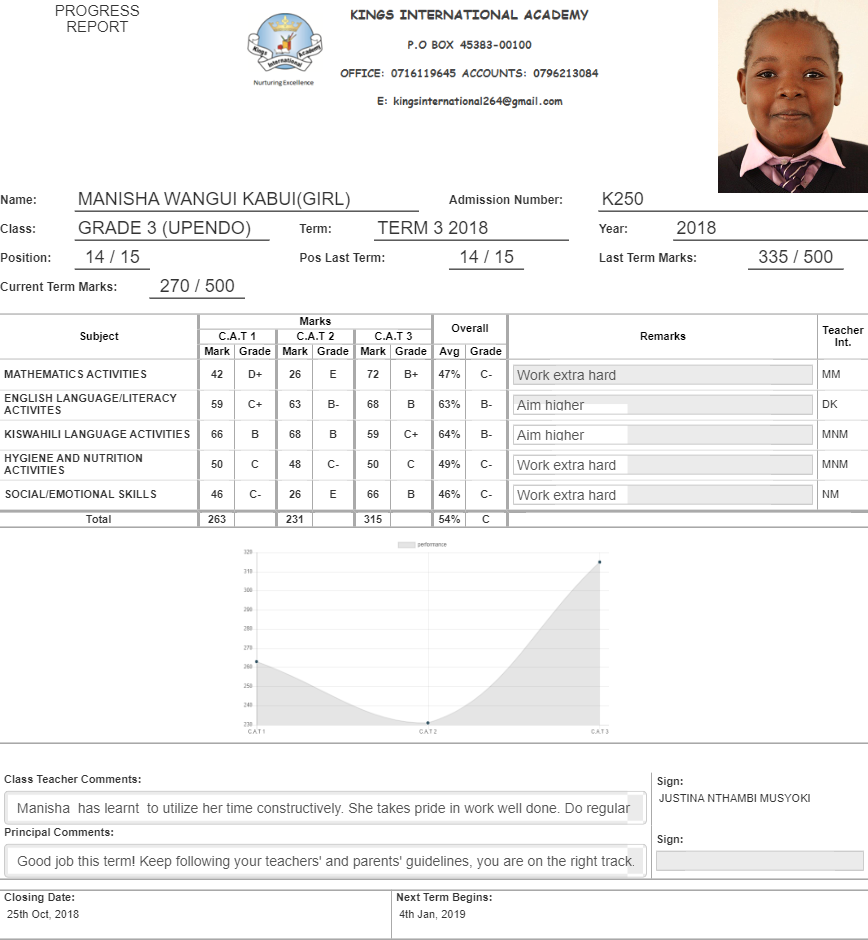 PROGRESS
REPORT
KINGS INTERNATIONAL ACADEMY
P.O BOX 45383-00100
OFFICE: 0716119645 ACCOUNTS: 0796213084
E: kingsinternational264@gmail.com
Kings Academy
International
Nurturing Excellence
Name: MANISHA WANGUI KABUI(GIRL) Admission Number: K250
Class: GRADE 3 (UPENDO) Term: TERM 3 2018 Year: 2018
Position: 14 / 15 Pos Last Term: 14 / 15 Last Term Marks: 335 / 500
Current Term Marks: 270 / 500
Subject Marks Overall Remarks Teacher Int.
C.A.T 1 C.A.T 2 C.A.T 3
Mark Grade Mark Grade Mark Grade Avg Grade
MATHEMATICS ACTIVITIES 42 D+ 26 E 72 B+ 47% C- Work extra hard MM
ENGLISH LANGUAGE/LITERACY ACTIVITES 59 C+ 63 B- 68 B 63% B- Aim higher DK
KISWAHILI LANGUAGE ACTIVITIES 66 B 68 B 59 C+ 64% B- Aim higher MNM
HYGIENE AND NUTRITION ACTIVITIES 50 C 48 C- 50 C 49% C- Work extra hard MNM
SOCIAL/EMOTIONAL SKILLS 46 C- 26 E 66 B 46% C- Work extra hard NM
Total 263 231 315 54% C
performance
320
310
300
290
280
270
260
250
240
230
C.A.T 1 C.A.T 2 C.A.T 3
Class Teacher Comments:
Manisha has learnt to utilize her time constructively. She takes pride in work well done. Do regular
Sign:
JUSTINA NTHAMBI MUSYOKI
Principal Comments:
Good job this term! Keep following your teachers' and parents' guidelines, you are on the right track.
Sign:
Closing Date: Next Term Begins:
25th Oct, 2018 4th Jan, 2019